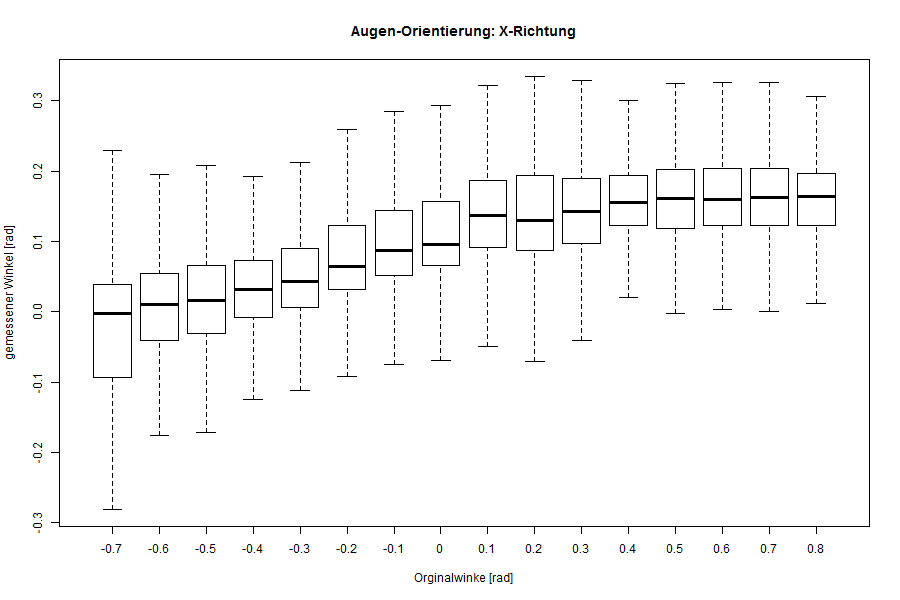 Augen-Orientierung: X-Richtung
gemessener Winkel [rad]
0.3
0.2
0.1
0.0
-0.1
-0.2
-0.3
-0.7 -0.6 -0.5 -0.4 -0.3 -0.2 -0.1 0 0.1 0.2 0.3 0.4 0.5 0.6 0.7 0.8
Orginalwinke [rad]